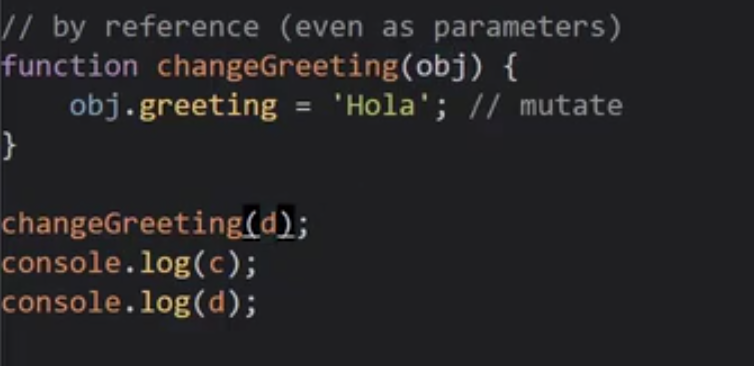 // by reference (even as parameters)
function changeGreeting(obj) {
    obj.greeting = 'Hola'; // mutate
}
changeGreeting(d);
console.log(c);
console.log(d);